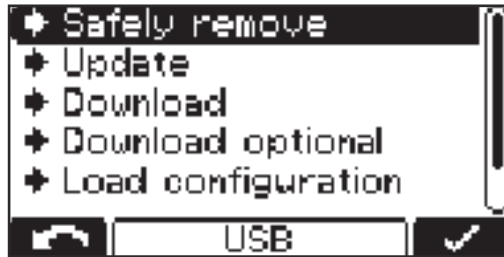 Safely remove
Update
Download
Download optional
Load configuration
USB